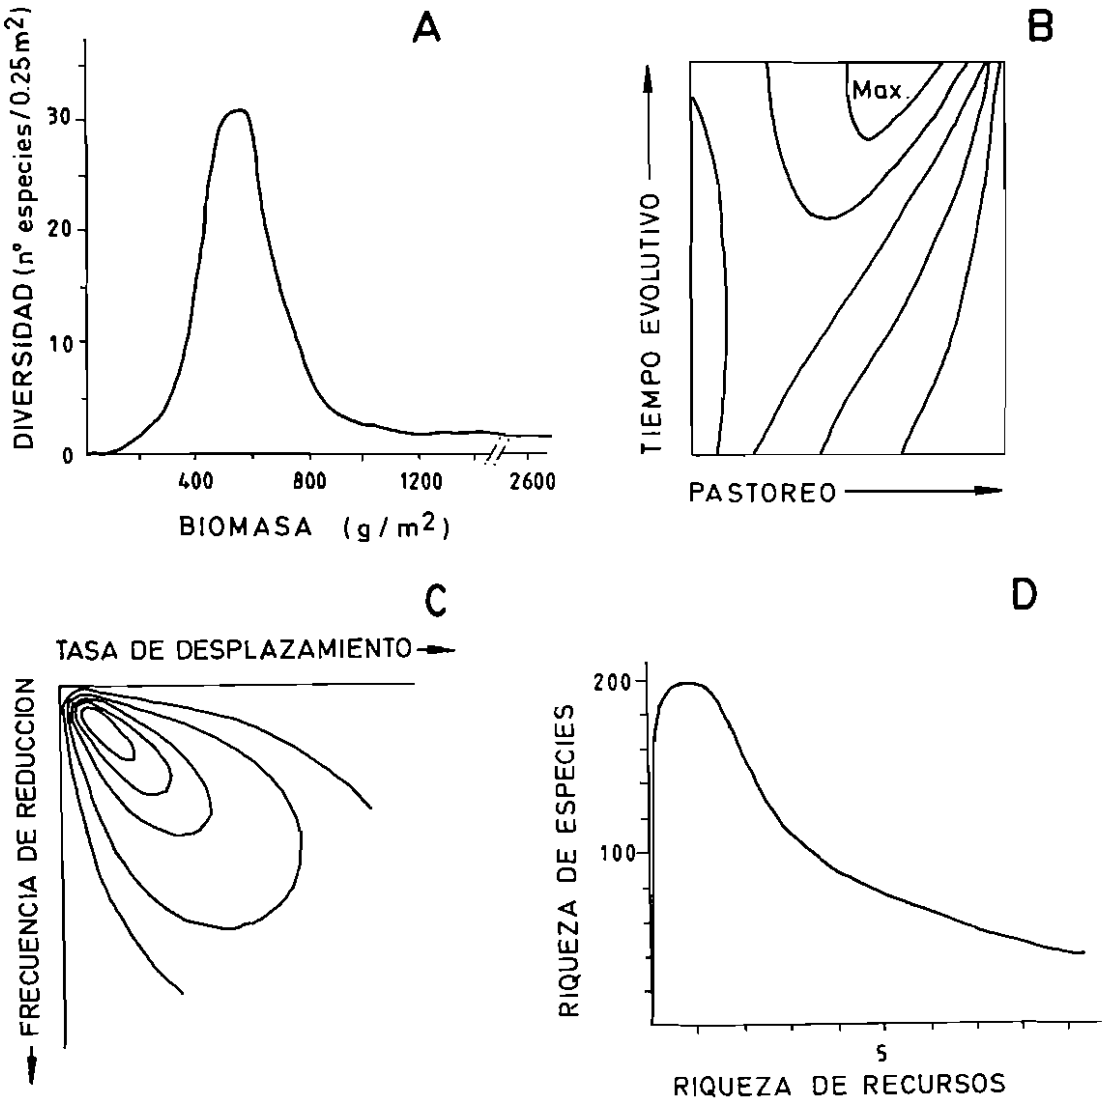 A
DIVERSIDAD (nº especies/0.25m²)
30
20
10
0
400 800 1200 2600
BIOMASA (g/m²)
B
Max.
TIEMPO EVOLUTIVO
PASTOREO
C
TASA DE DESPLAZAMIENTO
FRECUENCIA DE REDUCCION
D
RIQUEZA DE ESPECIES
200
100
5
RIQUEZA DE RECURSOS